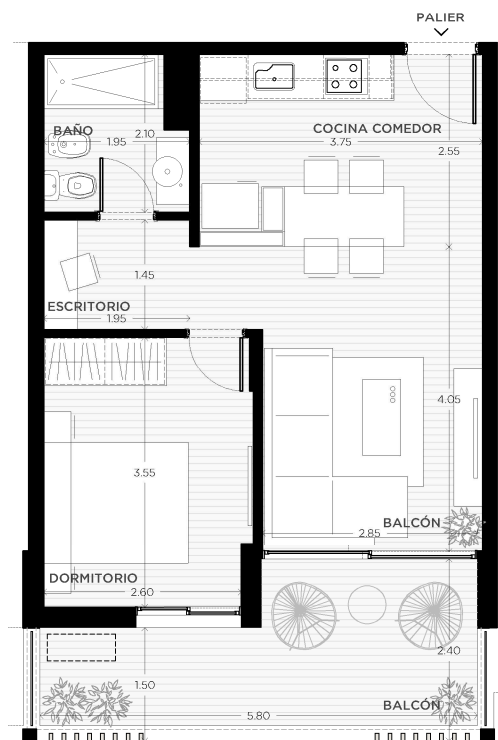 PALIER
COCINA COMEDOR
3.75
2.55
BAÑO
2.10
1.95
1.45
ESCRITORIO
1.95
4.05
3.55
BALCÓN
2.85
DORMITORIO
2.60
2.40
1.50
BALCÓN
5.80